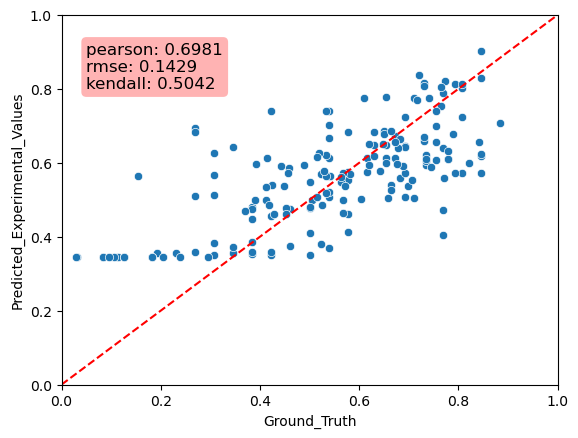 pearson: 0.6981
rmse: 0.1429
kendall: 0.5042
Predicted_Experimental_Values
1.0
0.8
0.6
0.4
0.2
0.0
0.0 0.2 0.4 0.6 0.8 1.0
Ground_Truth